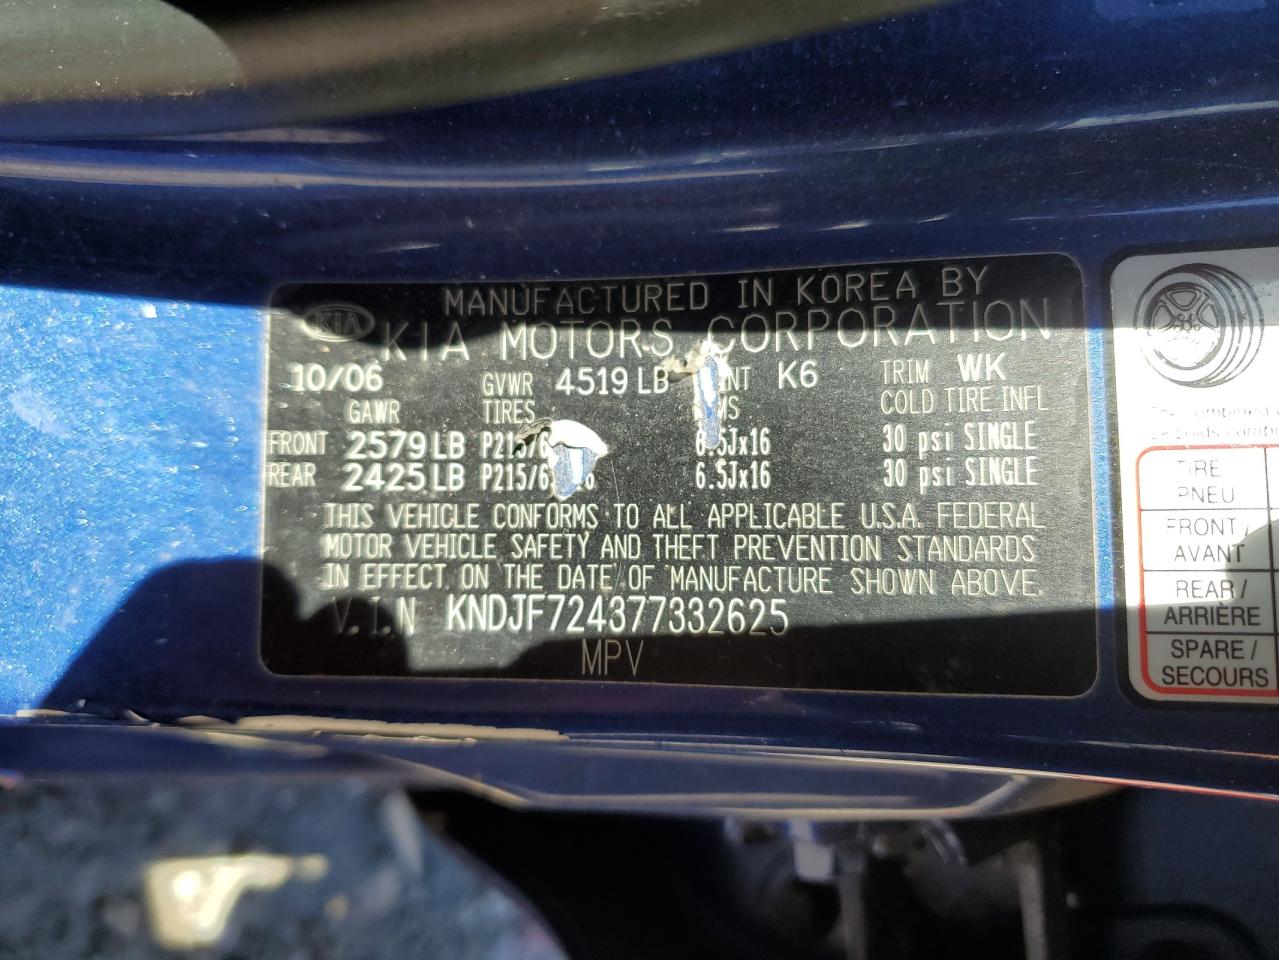 MANUFACTURED IN KOREA BY
KIA KIA MOTORS CORPORATION
10/06 GVWR 4519 LB K6 TRIM WK
GAWR TIRES COLD TIRE INFL
FRONT 2579 LB 30 psi SINGLE
REAR 2425 LB 6.5Jx16 30 psi SINGLE
THIS VEHICLE CONFORMS TO ALL APPLICABLE U.S.A. FEDERAL
MOTOR VEHICLE SAFETY AND THEFT PREVENTION STANDARDS
IN EFFECT ON THE DATE OF MANUFACTURE SHOWN ABOVE.
V.I.N KNDJF724377332625
MPV
TIRE
PNEU
FRONT /
AVANT
REAR /
ARRIÈRE
SPARE /
SECOURS